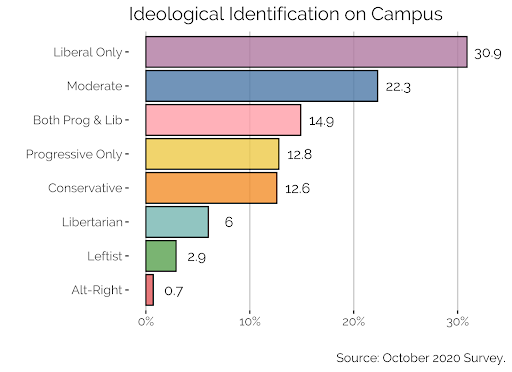 Ideological Identification on Campus
Liberal Only 30.9
Moderate 22.3
Both Prog & Lib 14.9
Progressive Only 12.8
Conservative 12.6
Libertarian 6
Leftist 2.9
Alt-Right 0.7
0% 10% 20% 30%
Source: October 2020 Survey.